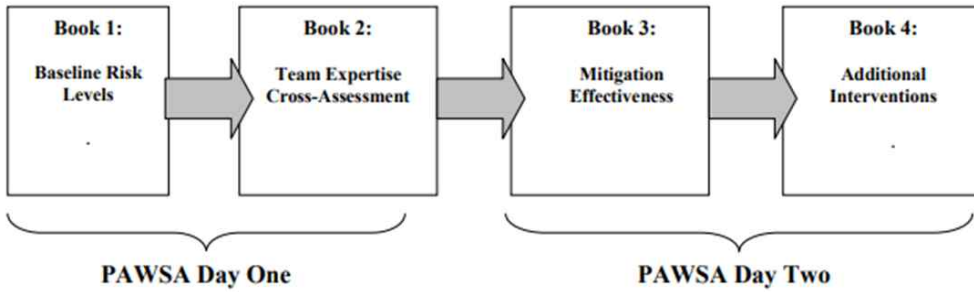 Book 1:
Baseline Risk
Levels
.
Book 2:
Team Expertise
Cross-Assessment
Book 3:
Mitigation
Effectiveness
Book 4:
Additional
Interventions
.
PAWSA Day One
PAWSA Day Two